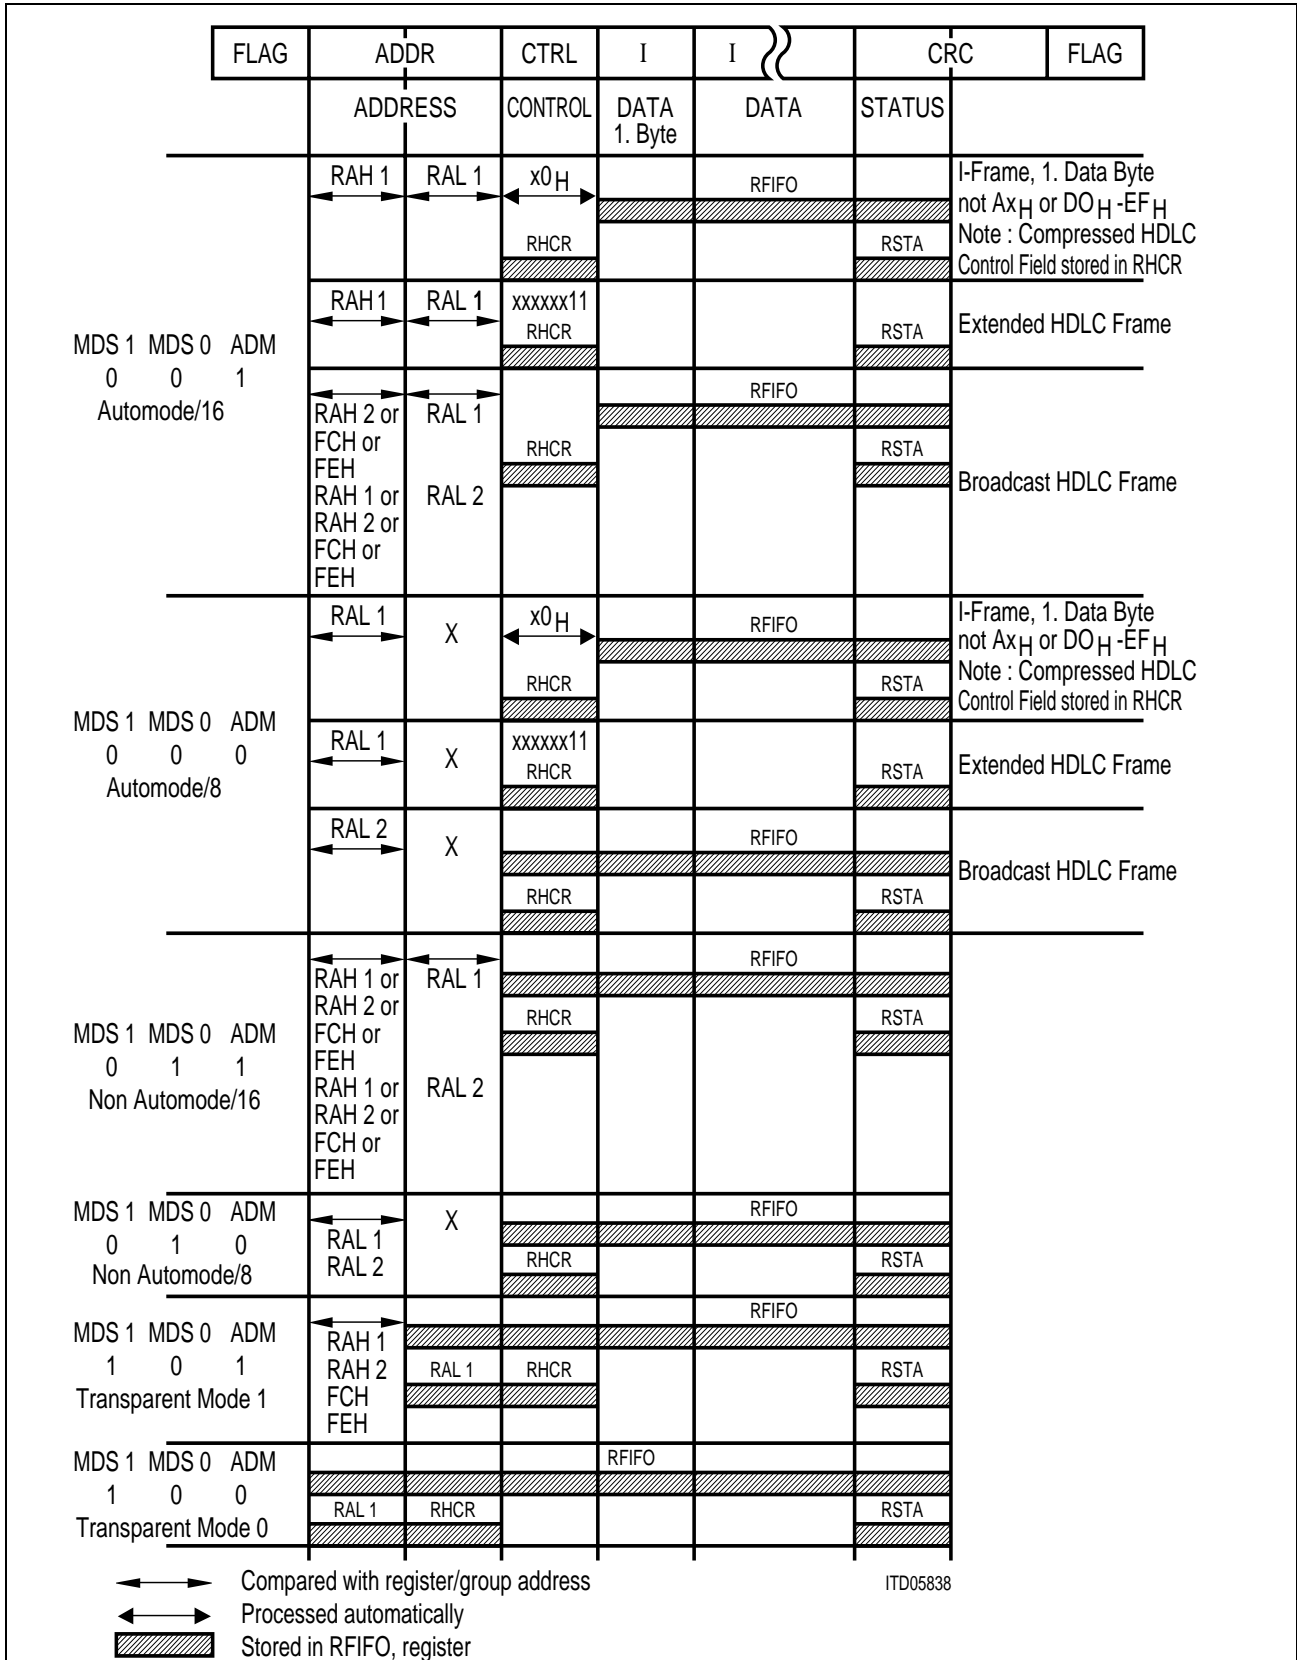 FLAG ADDR CTRL I I CRC FLAG
ADDRESS CONTROL DATA DATA STATUS
1. Byte
RAH 1 RAL 1 x0H RFIFO I-Frame, 1. Data Byte
not AxH or DOH-EFH
RHCR RSTA Note : Compressed HDLC
Control Field stored in RHCR
MDS 1 MDS 0 ADM
0 0 1
Automode/16
RAH1 RAL 1 xxxxxx11
RHCR RSTA Extended HDLC Frame
RFIFO
RAH 2 or RAL 1
FCH or RHCR RSTA
FEH
RAH 1 or RAL 2 Broadcast HDLC Frame
RAH 2 or
FCH or
FEH
RAL 1 X x0H RFIFO I-Frame, 1. Data Byte
not AxH or DOH-EFH
RHCR RSTA Note : Compressed HDLC
Control Field stored in RHCR
MDS 1 MDS 0 ADM
0 0 0
Automode/8
RAL 1 X xxxxxx11
RHCR RSTA Extended HDLC Frame
RAL 2 X RFIFO
Broadcast HDLC Frame
RHCR RSTA
RFIFO
RAH 1 or RAL 1
RAH 2 or RHCR RSTA
FCH or
FEH
RAH 1 or RAL 2
RAH 2 or
FCH or
FEH
MDS 1 MDS 0 ADM
0 1 1
Non Automode/16
MDS 1 MDS 0 ADM
0 1 0
Non Automode/8
X RFIFO
RAL 1
RAL 2 RHCR RSTA
MDS 1 MDS 0 ADM
1 0 1
Transparent Mode 1
RFIFO
RAH 1
RAH 2 RAL 1 RHCR RSTA
FCH
FEH
MDS 1 MDS 0 ADM
1 0 0
Transparent Mode 0
RFIFO
RAL 1 RHCR RSTA
Compared with register/group address ITD05838
Processed automatically
Stored in RFIFO, register